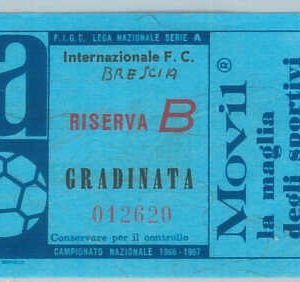 F.I.G.C. LEGA NAZIONALE SERIE A
Internazionale F. C.
BRESCIA
RISERVA B
GRADINATA
012620
Conservare per il controllo
CAMPIONATO NAZIONALE 1966 - 1967
Movil ®
la maglia
degli sportivi
a